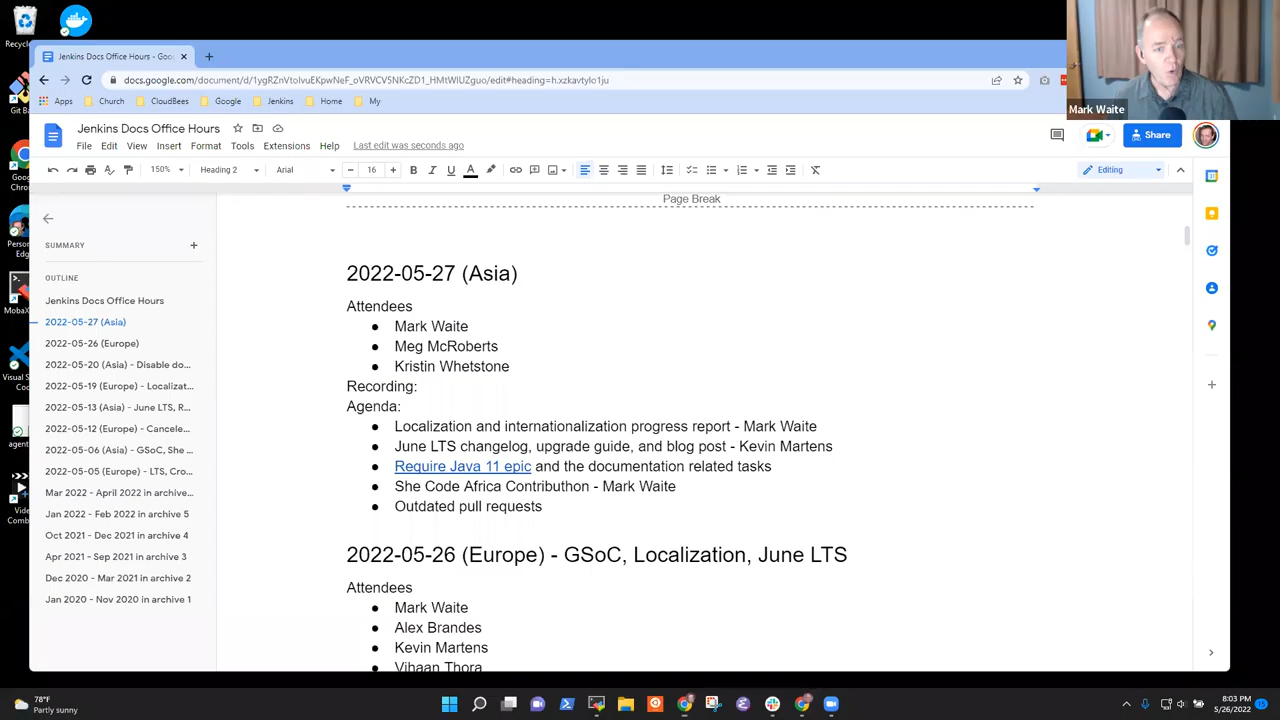 Recycl
Jenkins Docs Office Hours - Goo
docs.google.com/document/d/1ygRZnVtoIvuEKpwNeF_oVRVCV5NKcZD1_HMtWlUZguo/edit#heading=h.xzkavtylo1ju
Git Ba
Apps
Church
CloudBees
Google
Jenkins
Home
My
Mark Waite
Jenkins Docs Office Hours
Share
File
Edit
View
Insert
Format
Tools
Extensions
Help
Last edit was seconds ago
150%
Heading 2
Arial
16
Editing
Page Break
SUMMARY
OUTLINE
Jenkins Docs Office Hours
2022-05-27 (Asia)
2022-05-26 (Europe)
2022-05-20 (Asia) - Disable do...
2022-05-19 (Europe) - Localizat...
2022-05-13 (Asia) - June LTS, R...
2022-05-12 (Europe) - Cancele...
2022-05-06 (Asia) - GSoC, She ...
2022-05-05 (Europe) - LTS, Cro...
Mar 2022 - April 2022 in archive...
Jan 2022 - Feb 2022 in archive 5
Oct 2021 - Dec 2021 in archive 4
Apr 2021 - Sep 2021 in archive 3
Dec 2020 - Mar 2021 in archive 2
Jan 2020 - Nov 2020 in archive 1
2022-05-27 (Asia)
Attendees
● Mark Waite
● Meg McRoberts
● Kristin Whetstone
Recording:
Agenda:
● Localization and internationalization progress report - Mark Waite
● June LTS changelog, upgrade guide, and blog post - Kevin Martens
● Require Java 11 epic and the documentation related tasks
● She Code Africa Contributhon - Mark Waite
● Outdated pull requests
2022-05-26 (Europe) - GSoC, Localization, June LTS
Attendees
● Mark Waite
● Alex Brandes
● Kevin Martens
● Vihaan Thora
78°F
Partly sunny
8:03 PM
5/26/2022